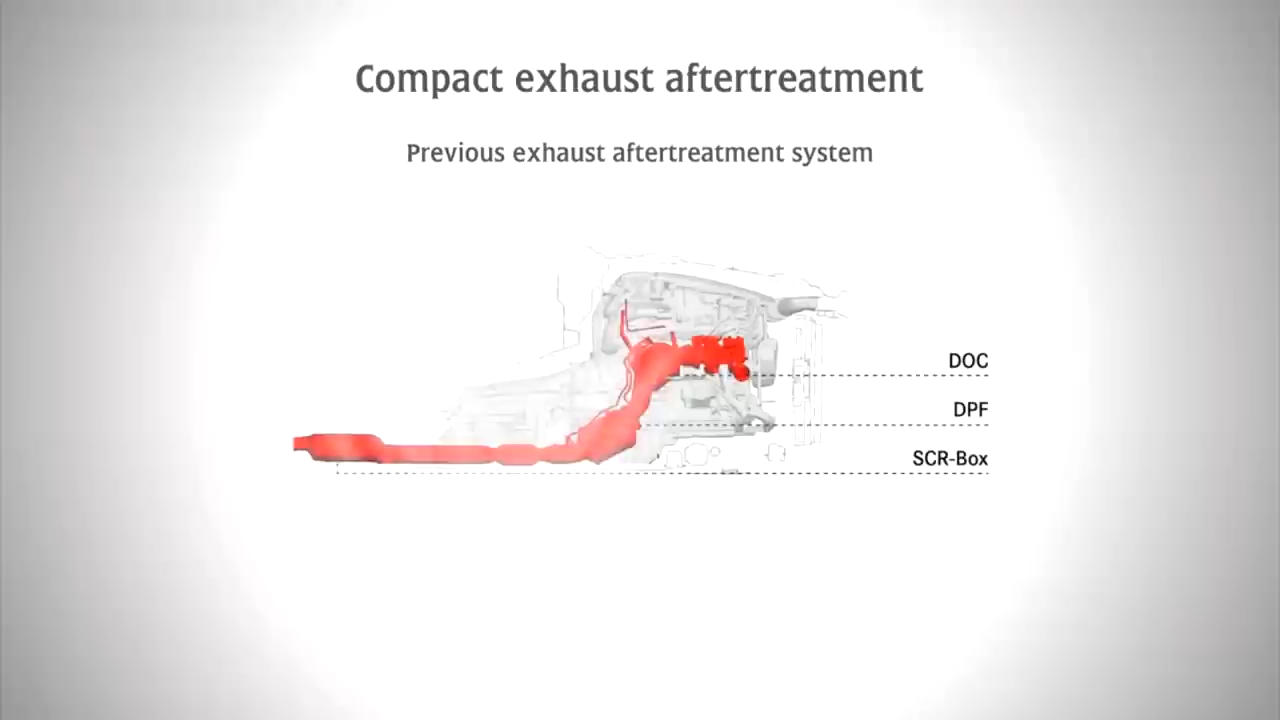 Compact exhaust aftertreatment
Previous exhaust aftertreatment system
DOC
DPF
SCR-Box